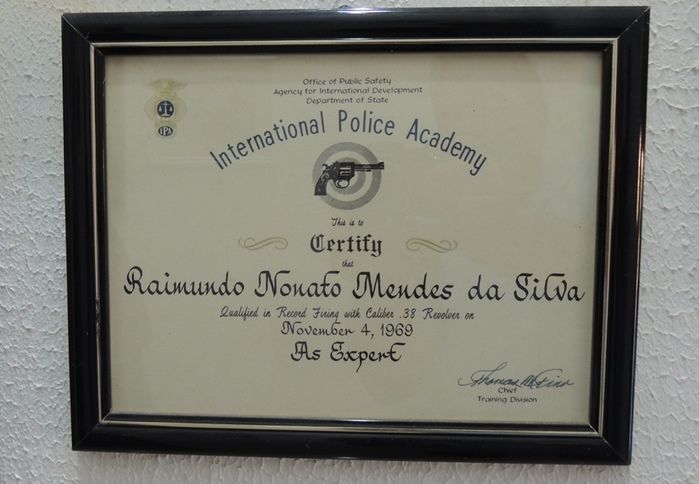 Office of Public Safety
Agency for International Development
Department of State
IPA
International Police Academy
This is to
Certify
that
Raimundo Nonato Mendes da Silva
Qualified in Record Firing with Caliber .38 Revolver on
November 4, 1969
As Expert
Thomas
Chief
Training Division